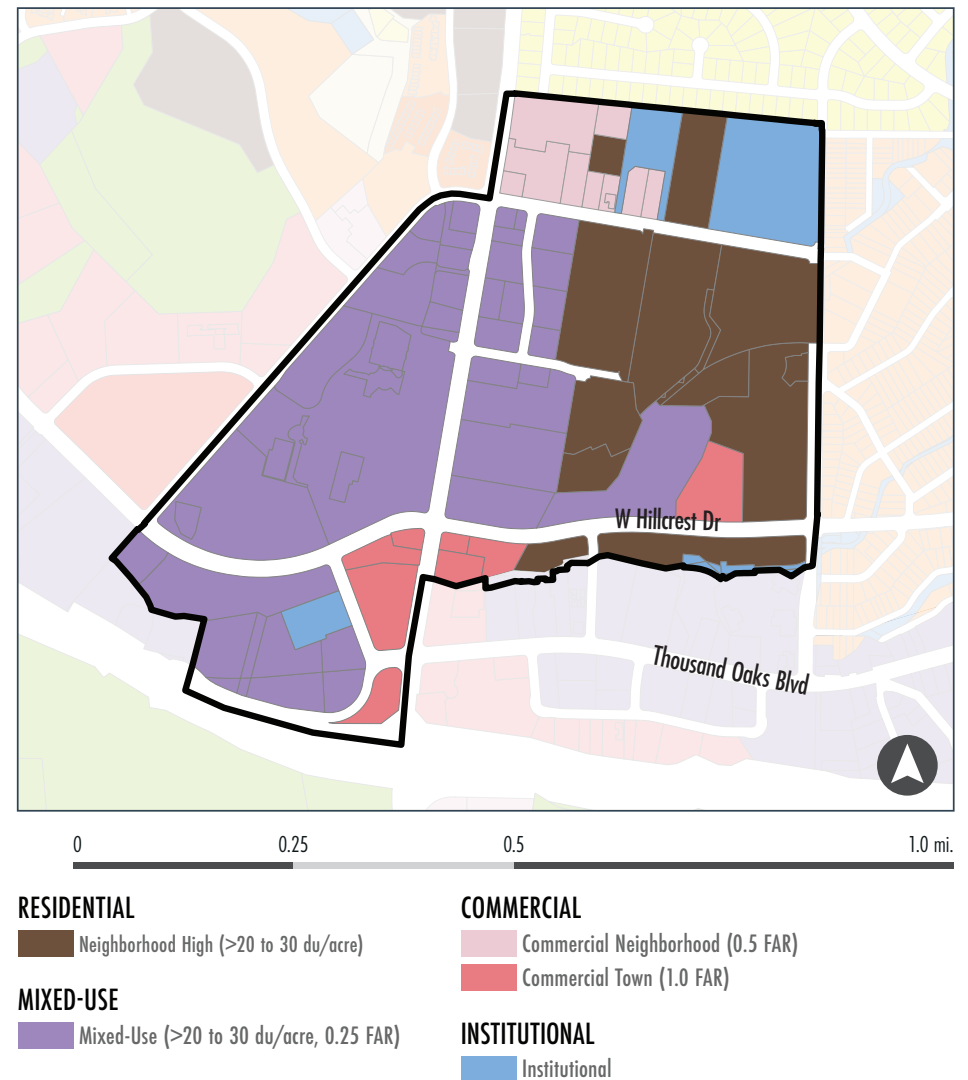 W Hillcrest Dr
Thousand Oaks Blvd
0 0.25 0.5 1.0 mi.
RESIDENTIAL
Neighborhood High (>20 to 30 du/acre)
MIXED-USE
Mixed-Use (>20 to 30 du/acre, 0.25 FAR)
COMMERCIAL
Commercial Neighborhood (0.5 FAR)
Commercial Town (1.0 FAR)
INSTITUTIONAL
Institutional